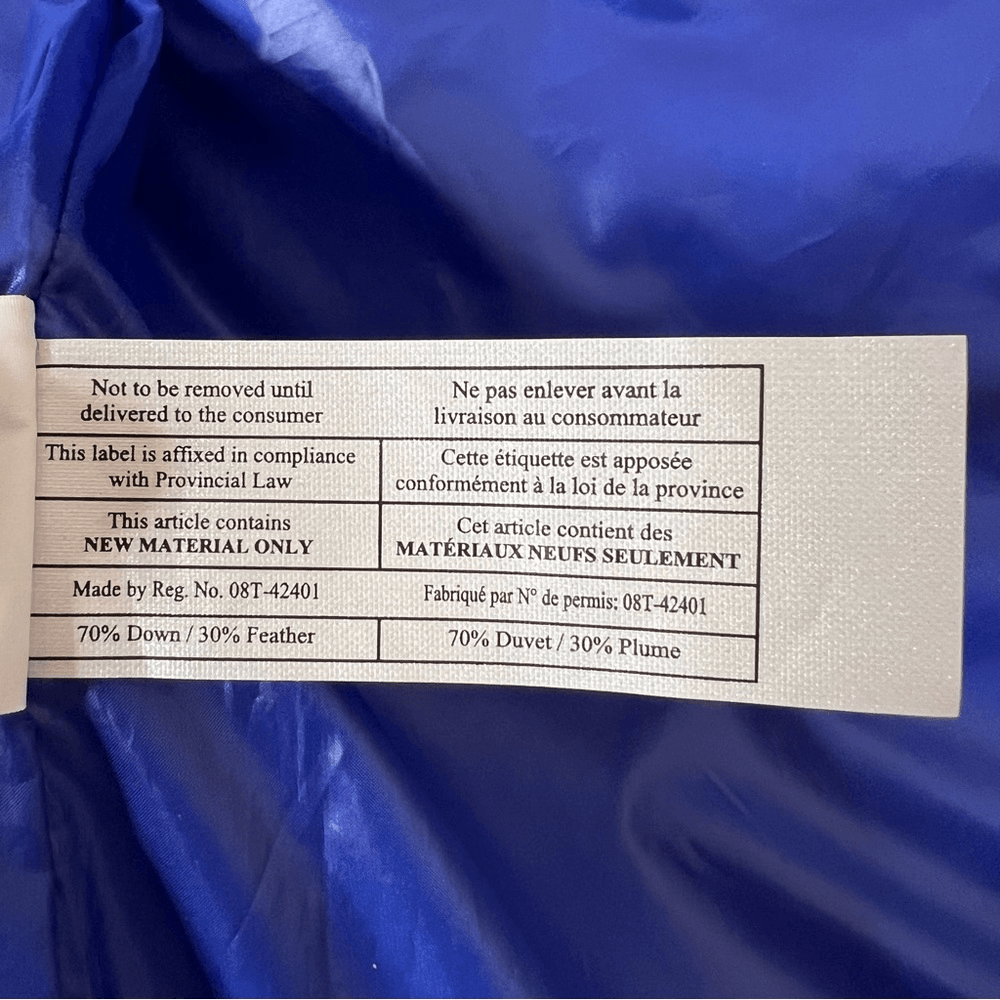 Not to be removed until
delivered to the consumer
Ne pas enlever avant la
livraison au consommateur
This label is affixed in compliance
with Provincial Law
Cette étiquette est apposée
conformément à la loi de la province
This article contains
NEW MATERIAL ONLY
Cet article contient des
MATÉRIAUX NEUFS SEULEMENT
Made by Reg. No. 08T-42401
Fabriqué par Nº de permis: 08T-42401
70% Down / 30% Feather
70% Duvet / 30% Plume